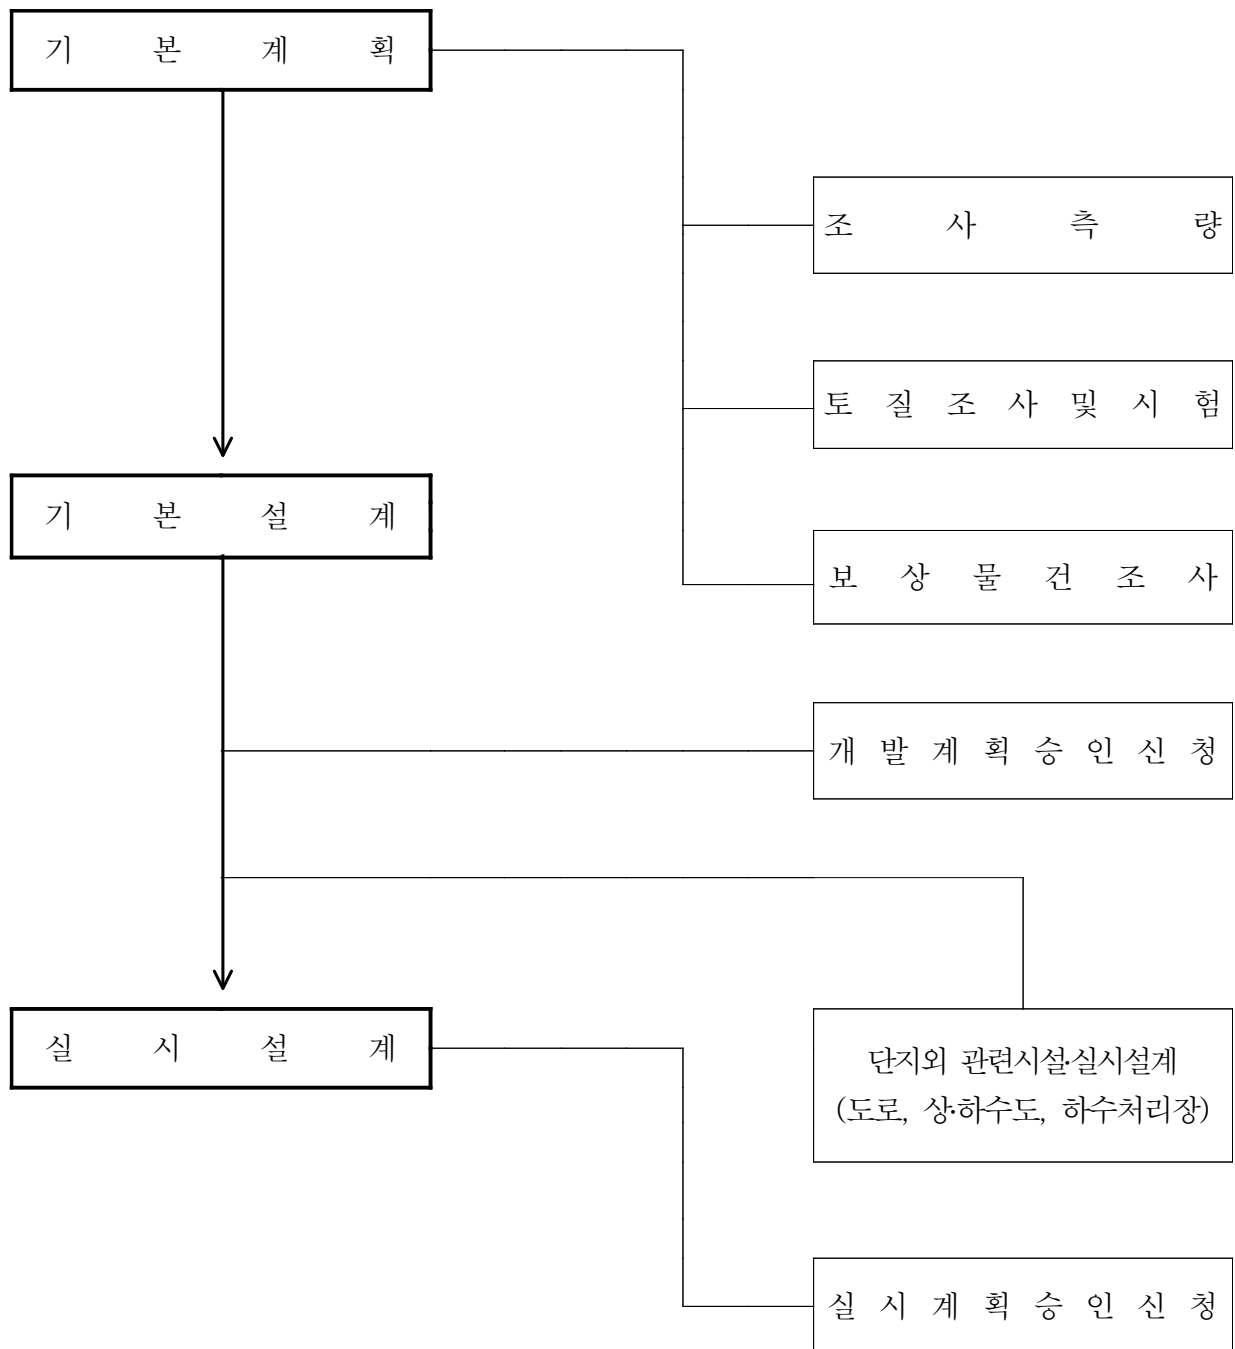 기 본 계 획
조 사 측 량
토 질 조 사 및 시 험
기 본 설 계
보 상 물 건 조 사
개 발 계 획 승 인 신 청
실 시 설 계
단지외 관련시설·실시설계
(도로, 상·하수도, 하수처리장)
실 시 계 획 승 인 신 청